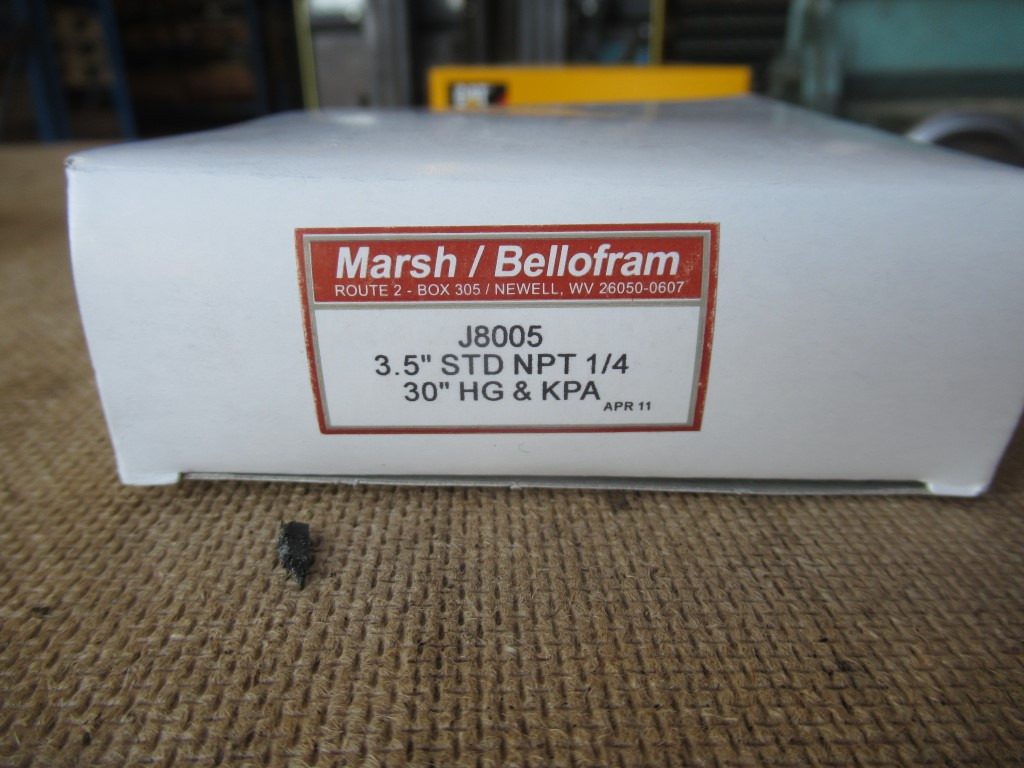 CAT
Marsh / Bellofram
ROUTE 2 - BOX 305 / NEWELL, WV 26050-0607
J8005
3.5" STD NPT 1/4
30" HG & KPA
APR 11